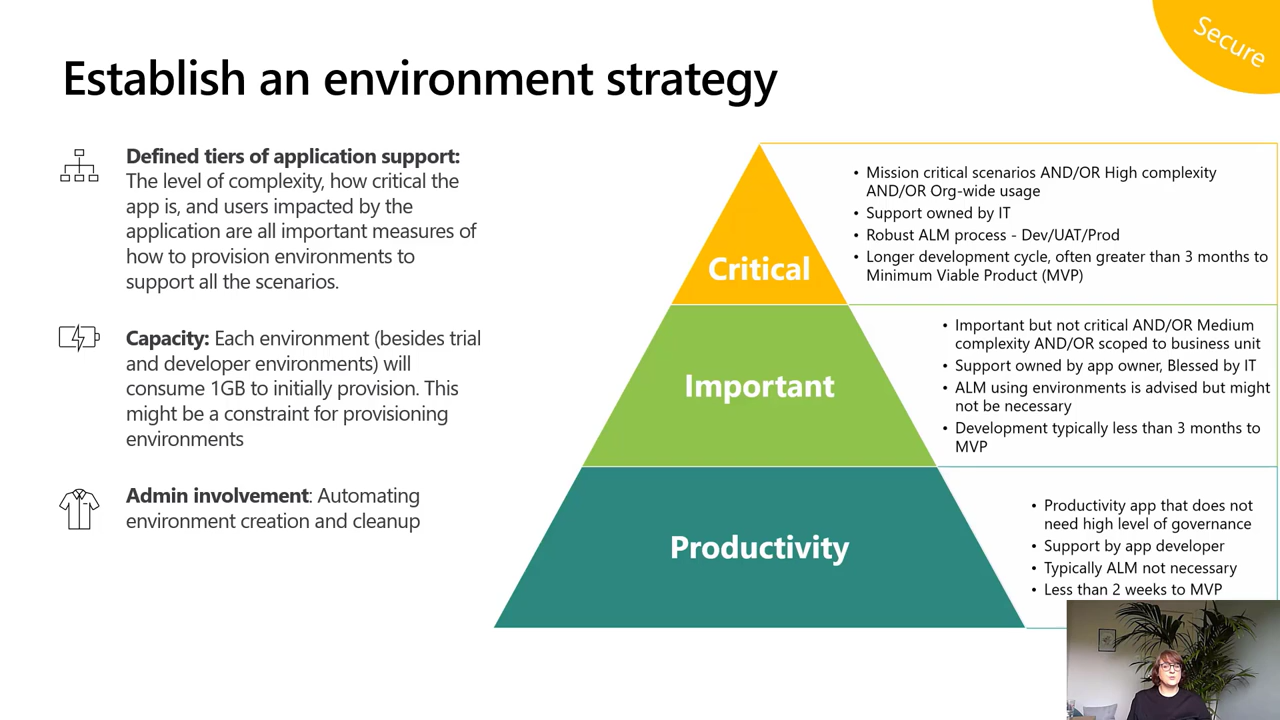 Secure
Establish an environment strategy
Defined tiers of application support:
The level of complexity, how critical the
app is, and users impacted by the
application are all important measures of
how to provision environments to
support all the scenarios.
Capacity: Each environment (besides trial
and developer environments) will
consume 1GB to initially provision. This
might be a constraint for provisioning
environments
Admin involvement: Automating
environment creation and cleanup
Critical
• Mission critical scenarios AND/OR High complexity
AND/OR Org-wide usage
• Support owned by IT
• Robust ALM process - Dev/UAT/Prod
• Longer development cycle, often greater than 3 months to
Minimum Viable Product (MVP)
Important
• Important but not critical AND/OR Medium
complexity AND/OR scoped to business unit
• Support owned by app owner, Blessed by IT
• ALM using environments is advised but might
not be necessary
• Development typically less than 3 months to
MVP
Productivity
• Productivity app that does not
need high level of governance
• Support by app developer
• Typically ALM not necessary
• Less than 2 weeks to MVP